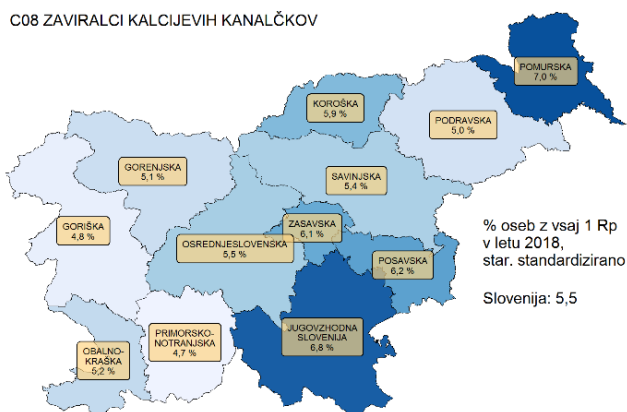 C08 ZAVIRALCI KALCIJEVIH KANALČKOV
POMURSKA
7,0 %
KOROŠKA
5,9 %
PODRAVSKA
5,0 %
GORENJSKA
5,1 %
SAVINJSKA
5,4 %
GORIŠKA
4,8 %
ZASAVSKA
6,1 %
OSREDNJESLOVENSKA
5,5 %
POSAVSKA
6,2 %
% oseb z vsaj 1 Rp
v letu 2018,
star. standardizirano
Slovenija: 5,5
PRIMORSKO-
NOTRANJSKA
4,7 %
JUGOVZHODNA
SLOVENIJA
6,8 %
OBALNO-
KRAŠKA
5,2 %